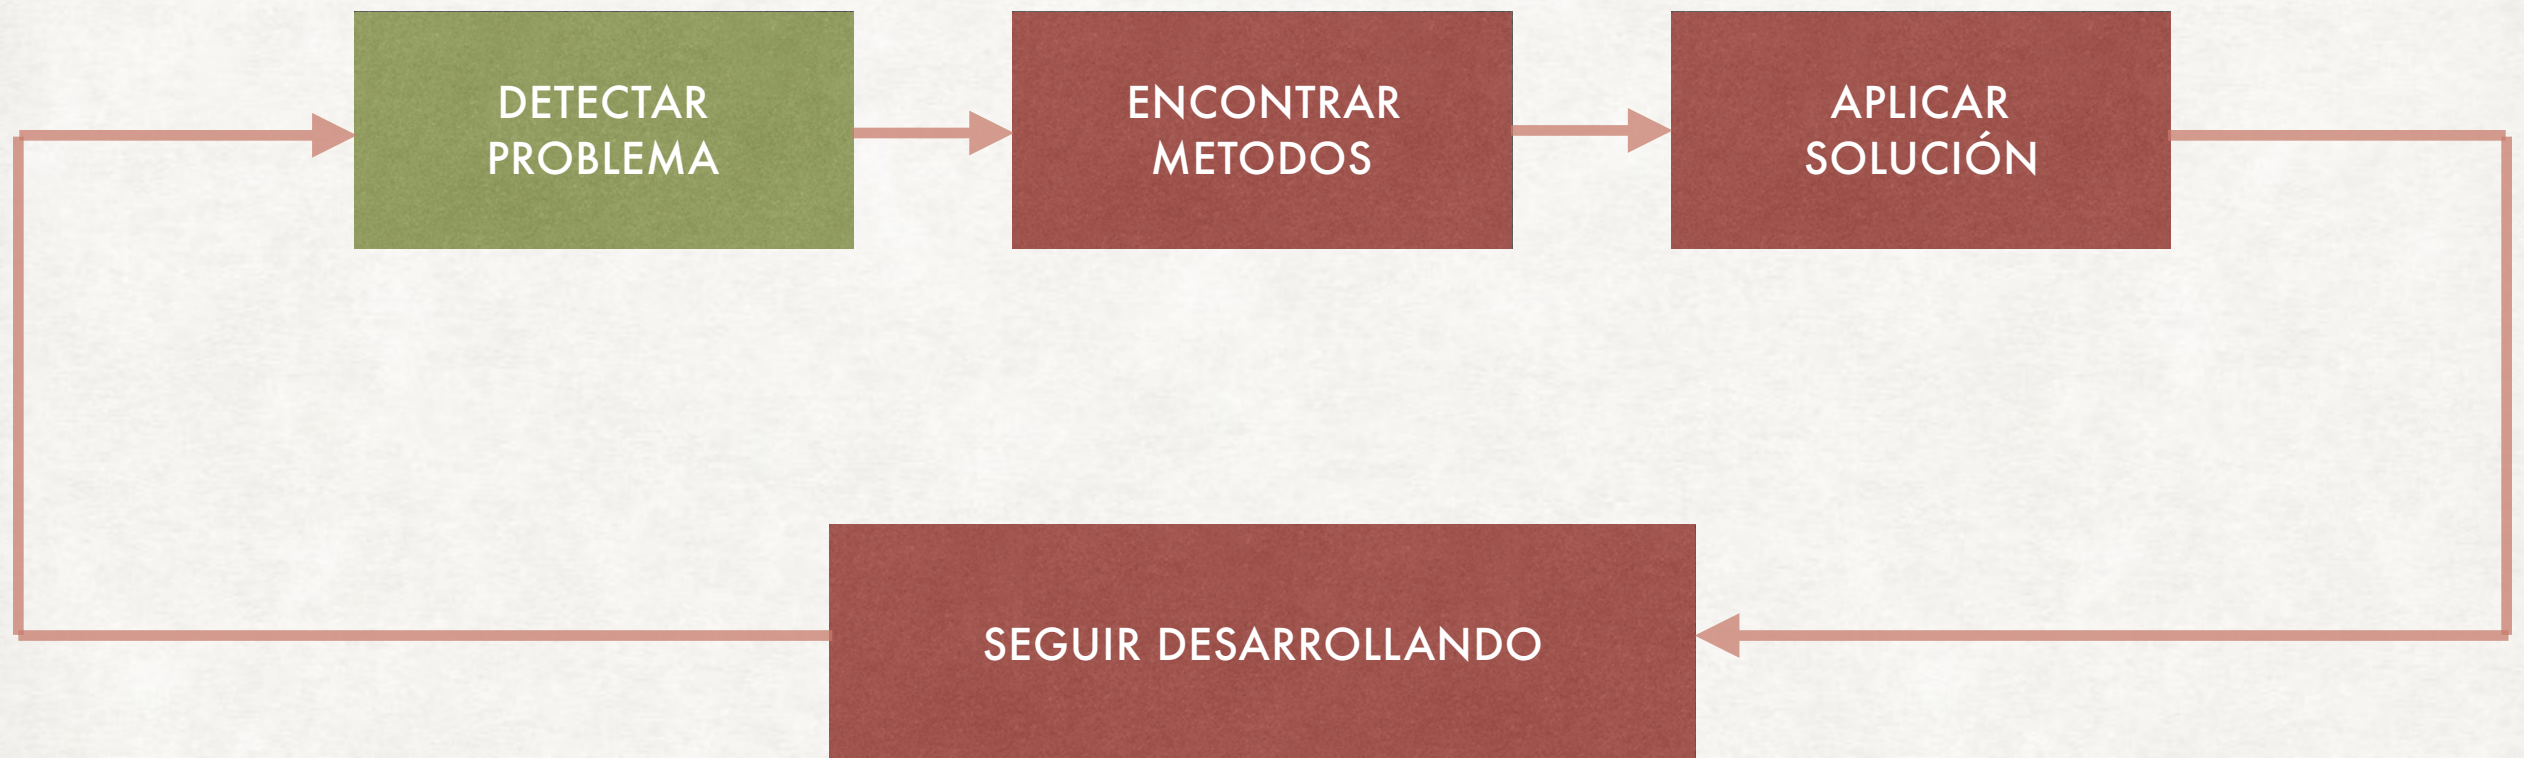 DETECTAR
PROBLEMA
ENCONTRAR
METODOS
APLICAR
SOLUCIÓN
SEGUIR DESARROLLANDO